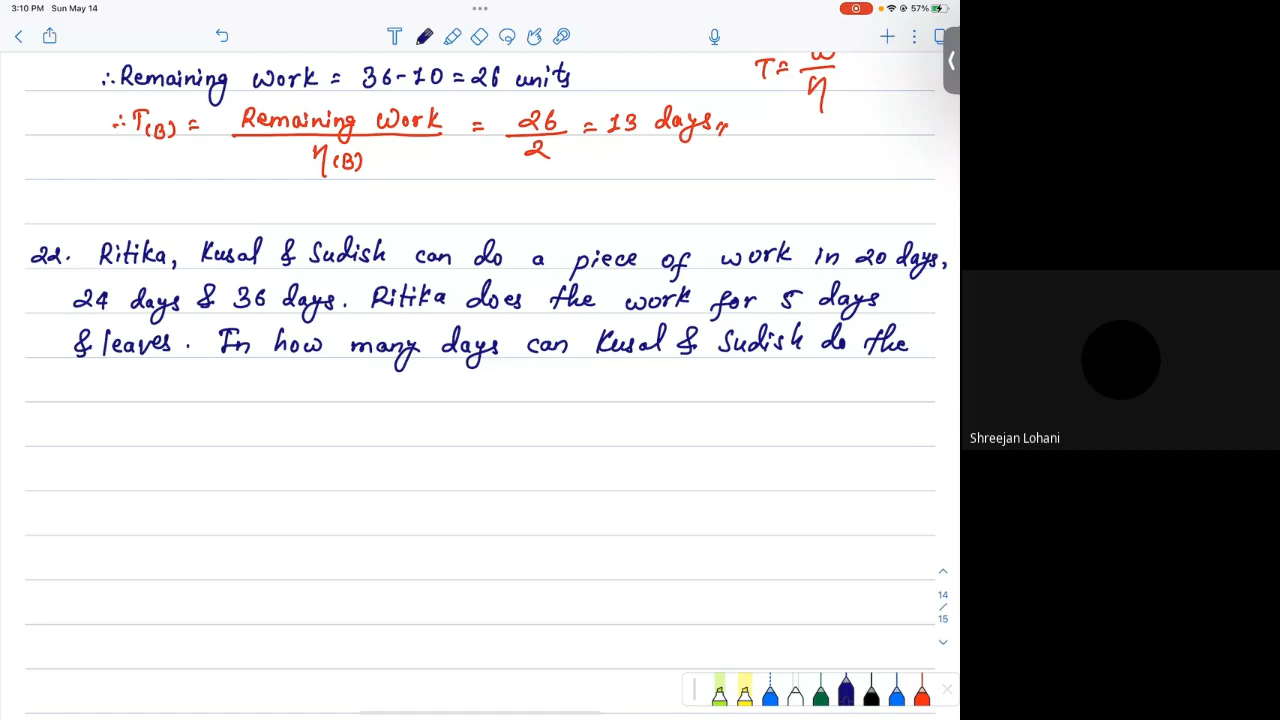 3:10 PM Sun May 14
57%
∴Remaining work = 36-10=26 units
T= w/η
∴T(B) = Remaining Work / η(B) = 26/2 = 13 days
22. Ritika, Kusal & Sudish can do a piece of work in 20 days,
24 days & 36 days. Ritika does the work for 5 days
& leaves. In how many days can Kusal & Sudish do the
Shreejan Lohani
14
/
15